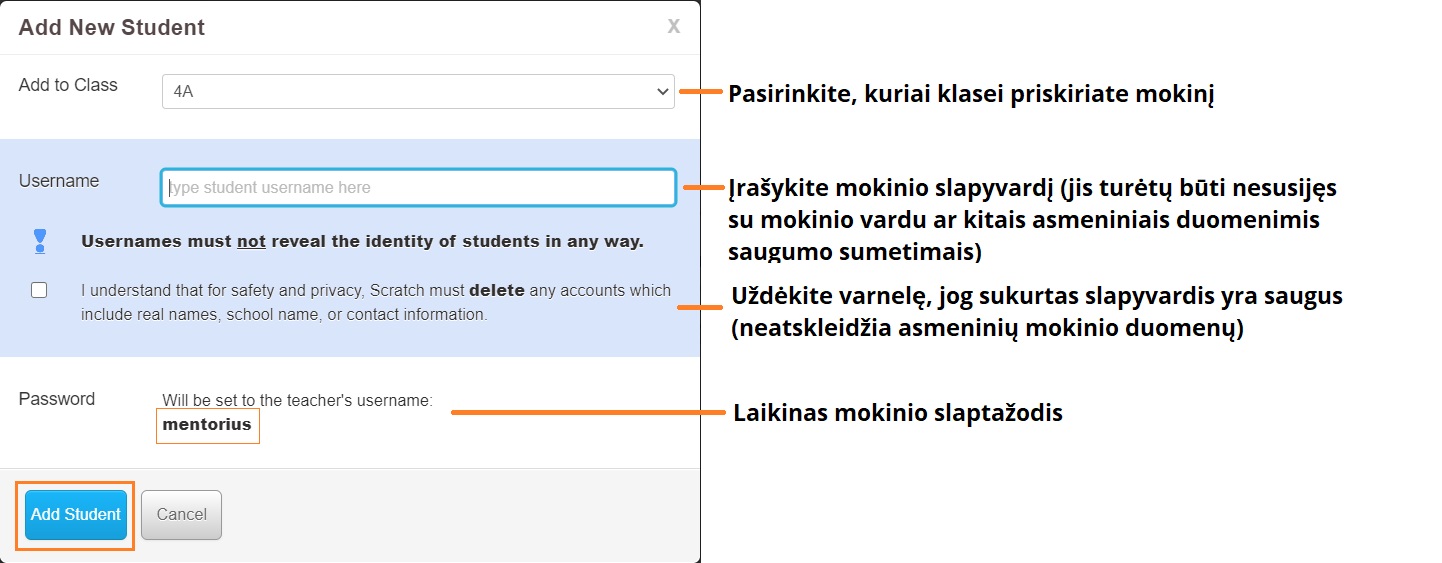 Add New Student
X
Add to Class
4A
Pasirinkite, kuriai klasei priskiriate mokinį
Username
type student username here
Įrašykite mokinio slapyvardį (jis turėtų būti nesusijęs
su mokinio vardu ar kitais asmeniniais duomenimis
saugumo sumetimais)
Usernames must not reveal the identity of students in any way.
I understand that for safety and privacy, Scratch must delete any accounts which
include real names, school name, or contact information.
Uždėkite varnelę, jog sukurtas slapyvardis yra saugus
(neatskleidžia asmeninių mokinio duomenų)
Password
Will be set to the teacher's username:
mentorius
Laikinas mokinio slaptažodis
Add Student
Cancel